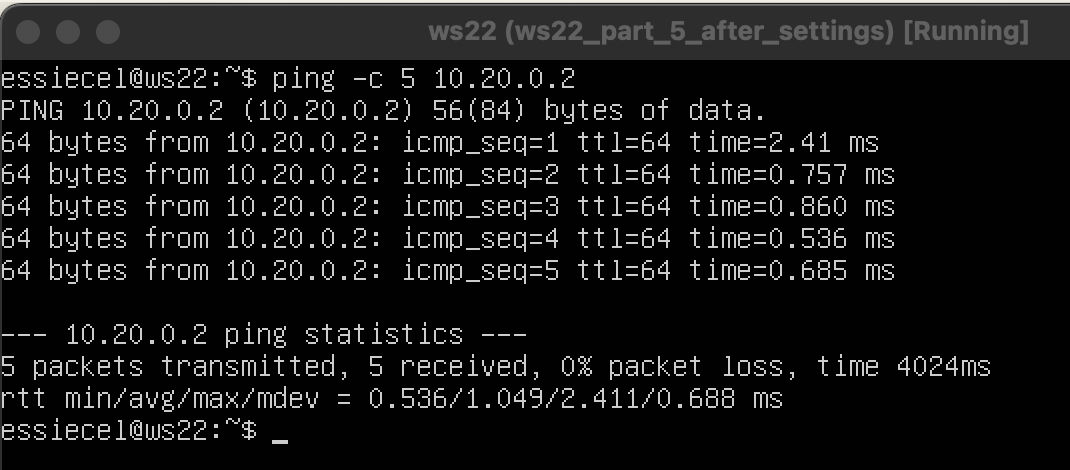 ws22 (ws22_part_5_after_settings) [Running]
essiecel@ws22:~$ ping -c 5 10.20.0.2
PING 10.20.0.2 (10.20.0.2) 56(84) bytes of data.
64 bytes from 10.20.0.2: icmp_seq=1 ttl=64 time=2.41 ms
64 bytes from 10.20.0.2: icmp_seq=2 ttl=64 time=0.757 ms
64 bytes from 10.20.0.2: icmp_seq=3 ttl=64 time=0.860 ms
64 bytes from 10.20.0.2: icmp_seq=4 ttl=64 time=0.536 ms
64 bytes from 10.20.0.2: icmp_seq=5 ttl=64 time=0.685 ms
--- 10.20.0.2 ping statistics ---
5 packets transmitted, 5 received, 0% packet loss, time 4024ms
rtt min/avg/max/mdev = 0.536/1.049/2.411/0.688 ms
essiecel@ws22:~$ _